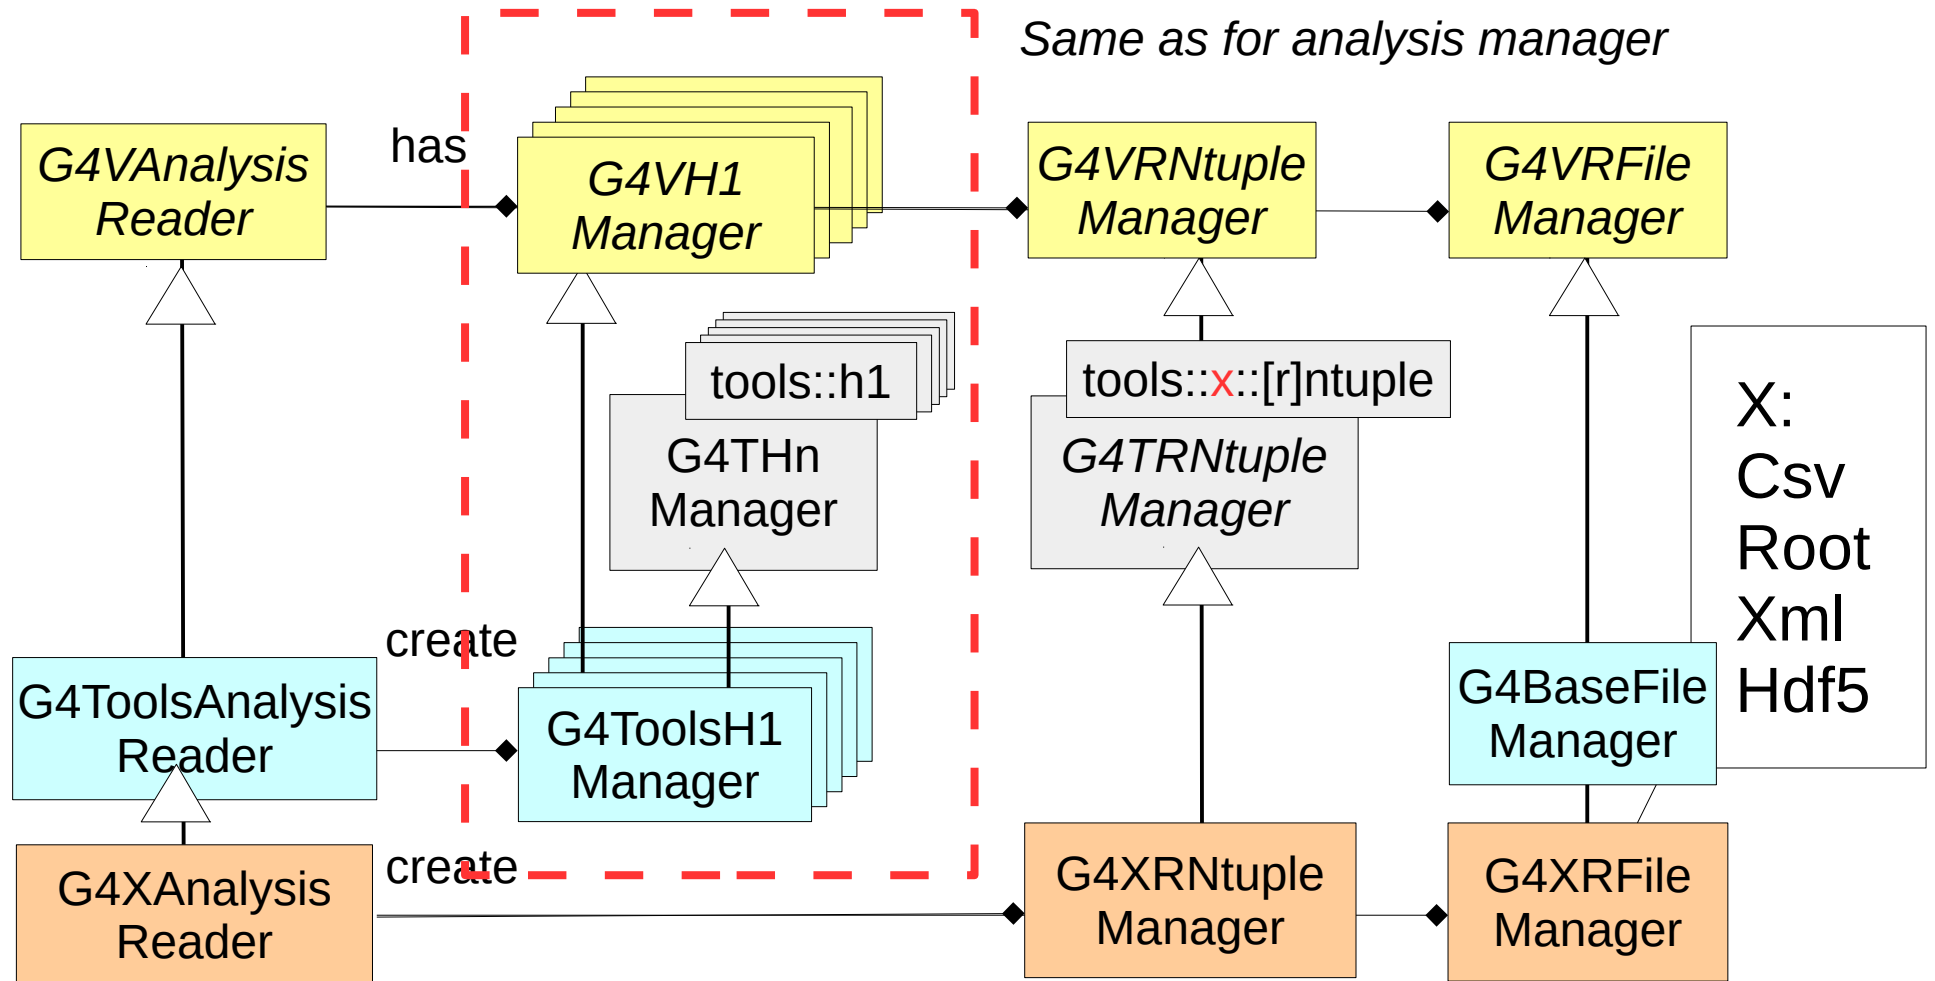 Same as for analysis manager
G4VAnalysis
Reader
has
G4VH1
Manager
G4VRNtuple
Manager
G4VRFile
Manager
tools::h1
G4THn
Manager
tools::x::[r]ntuple
G4TRNtuple
Manager
X:
Csv
Root
Xml
Hdf5
create
G4ToolsAnalysis
Reader
G4ToolsH1
Manager
G4BaseFile
Manager
create
G4XAnalysis
Reader
G4XRNtuple
Manager
G4XRFile
Manager